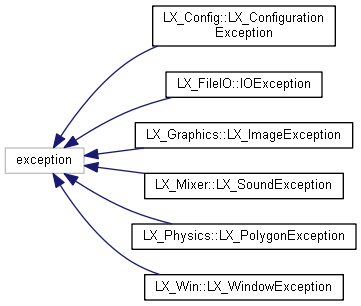 LX_Config::LX_Configuration
Exception
LX_FileIO::IOException
exception
LX_Graphics::LX_ImageException
LX_Mixer::LX_SoundException
LX_Physics::LX_PolygonException
LX_Win::LX_WindowException